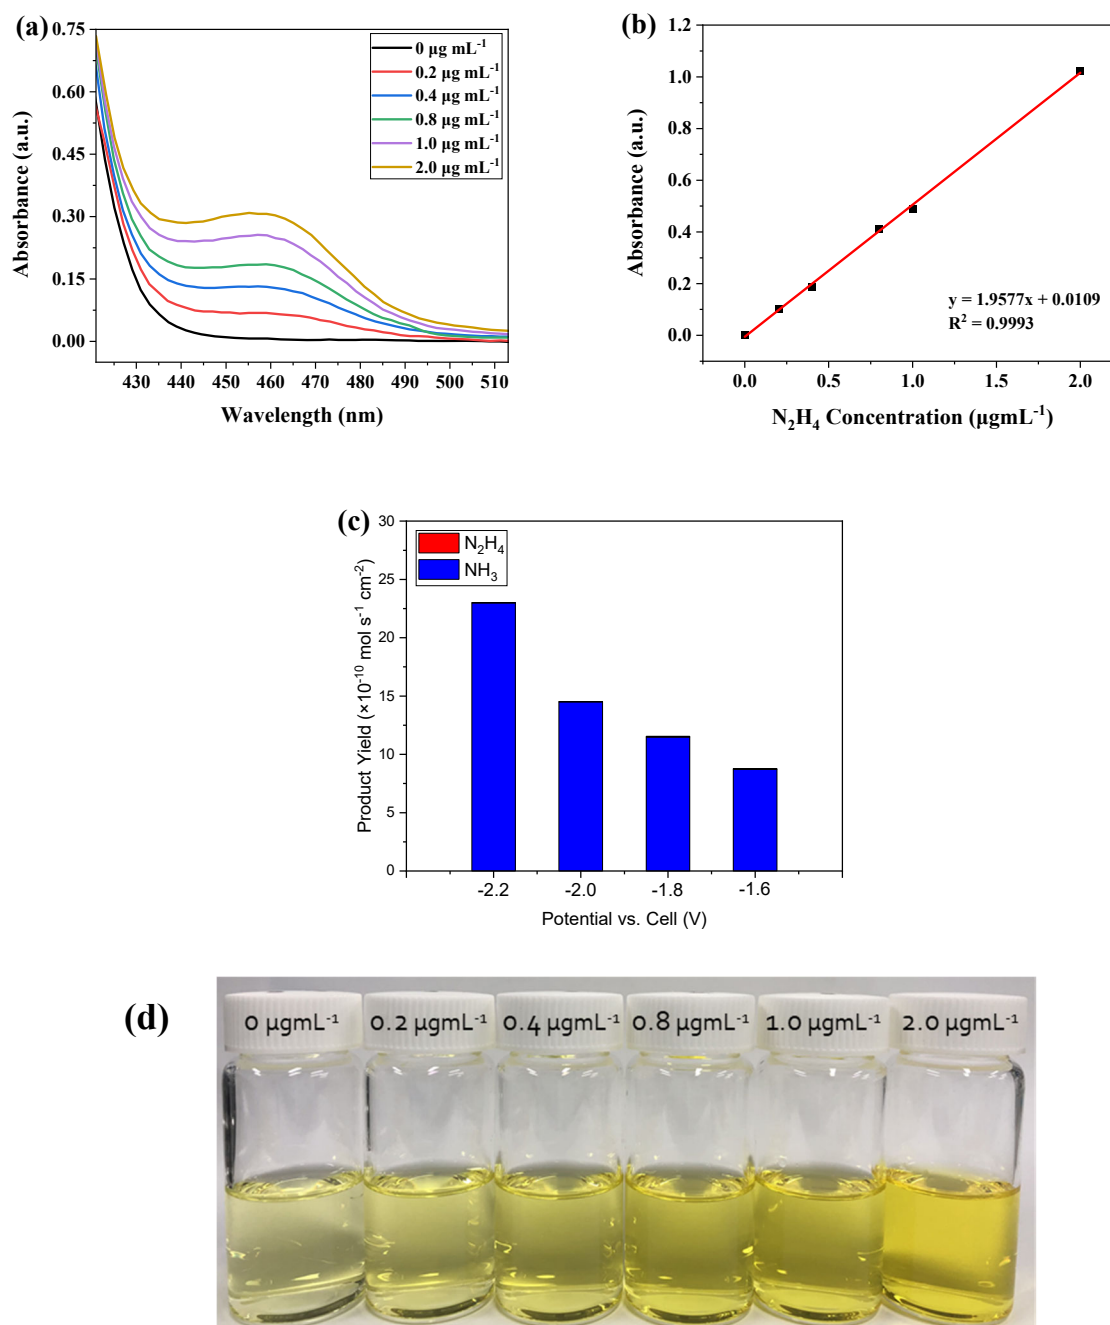 (a)
0.75
0.60
0.45
0.30
0.15
0.00
Absorbance (a.u.)
0 µg mL⁻¹
0.2 µg mL⁻¹
0.4 µg mL⁻¹
0.8 µg mL⁻¹
1.0 µg mL⁻¹
2.0 µg mL⁻¹
430 440 450 460 470 480 490 500 510
Wavelength (nm)
(b)
1.2
1.0
0.8
0.6
0.4
0.2
0.0
Absorbance (a.u.)
y = 1.9577x + 0.0109
R² = 0.9993
0.0 0.5 1.0 1.5 2.0
N₂H₄ Concentration (µgmL⁻¹)
(c)
30
25
20
15
10
5
0
Product Yield (×10⁻¹⁰ mol s⁻¹ cm⁻²)
N₂H₄
NH₃
-2.2 -2.0 -1.8 -1.6
Potential vs. Cell (V)
(d)
0 µgmL⁻¹ 0.2 µgmL⁻¹ 0.4 µgmL⁻¹ 0.8 µgmL⁻¹ 1.0 µgmL⁻¹ 2.0 µgmL⁻¹